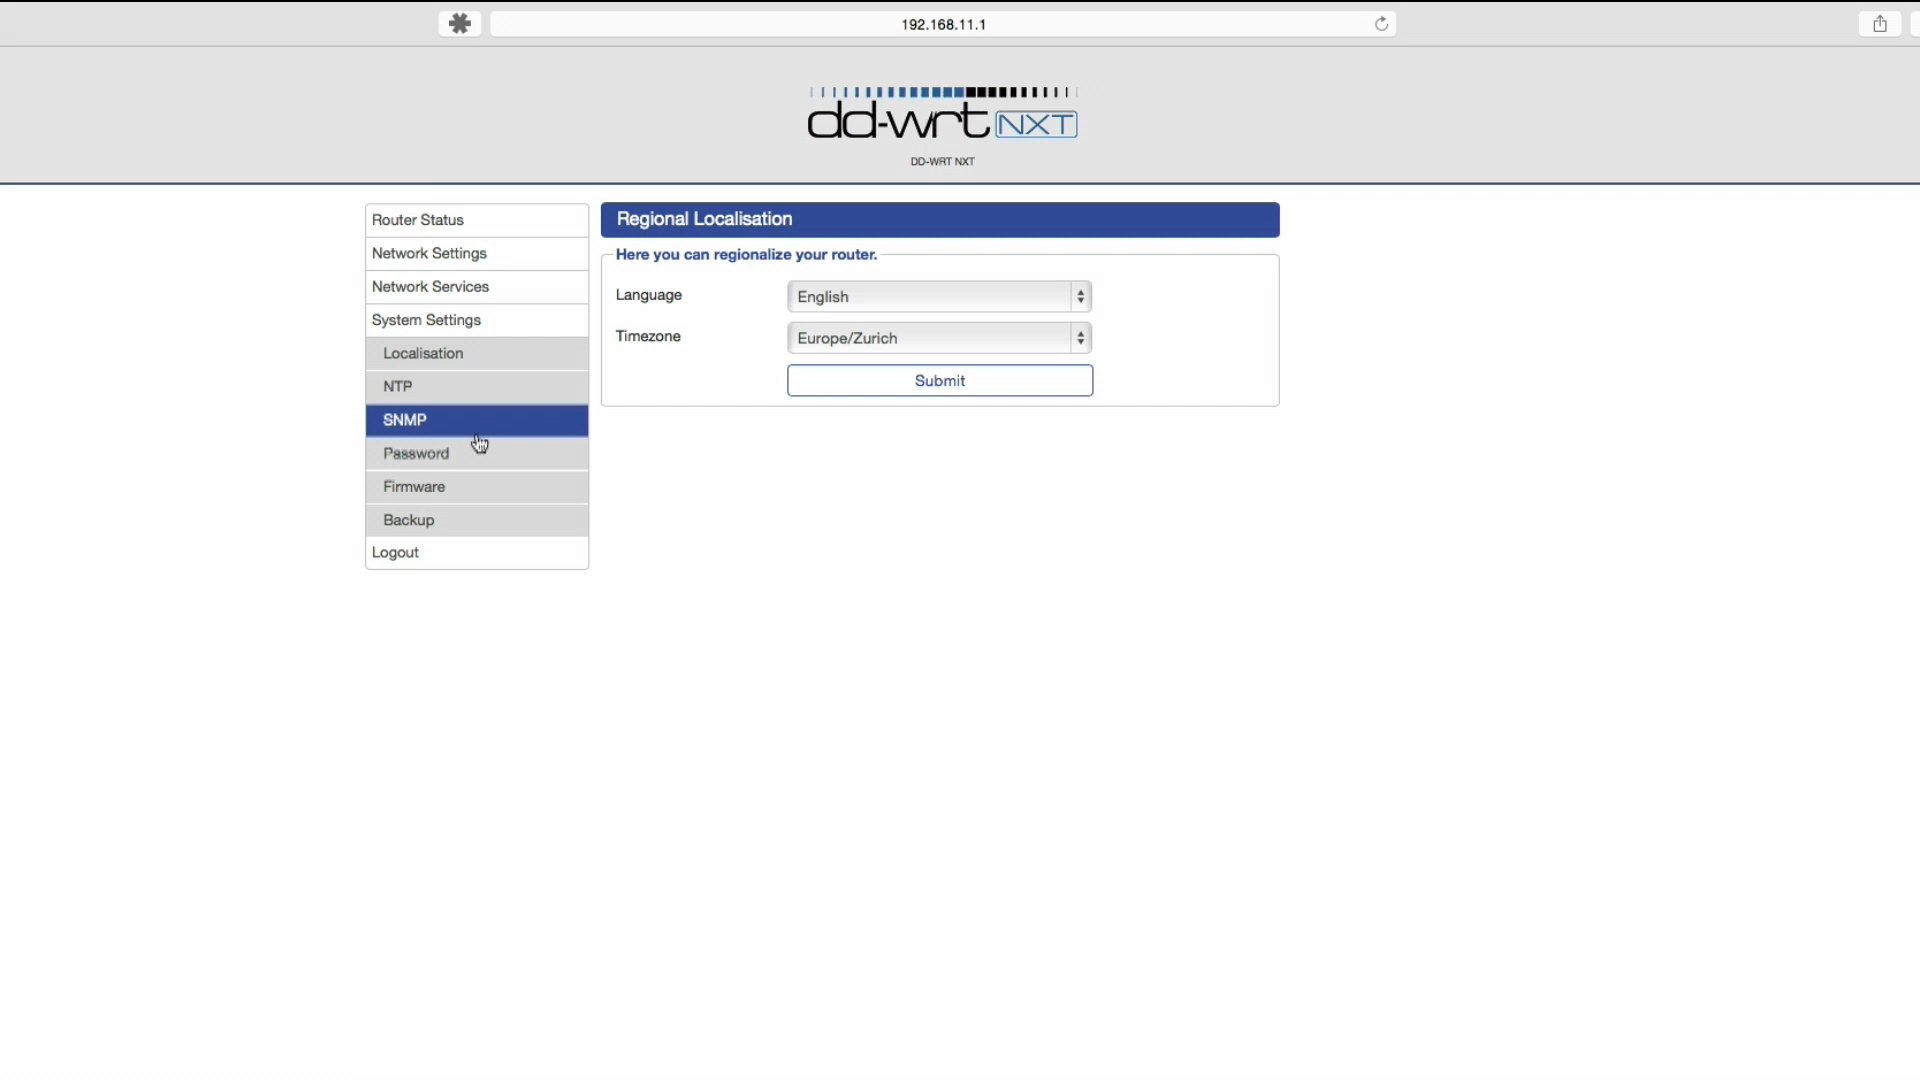 192.168.11.1
dd-wrt NXT
DD-WRT NXT
Router Status
Network Settings
Network Services
System Settings
Localisation
NTP
SNMP
Password
Firmware
Backup
Logout
Regional Localisation
Here you can regionalize your router.
Language
English
Timezone
Europe/Zurich
Submit